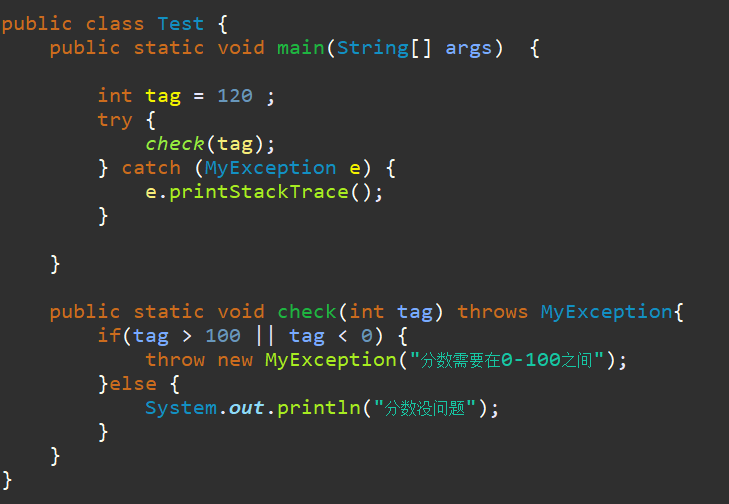 public class Test {
    public static void main(String[] args)  {
        int tag = 120 ;
        try {
            check(tag);
        } catch (MyException e) {
            e.printStackTrace();
        }
    }
    public static void check(int tag) throws MyException{
        if(tag > 100 || tag < 0) {
            throw new MyException("分数需要在0-100之间");
        }else {
            System.out.println("分数没问题");
        }
    }
}